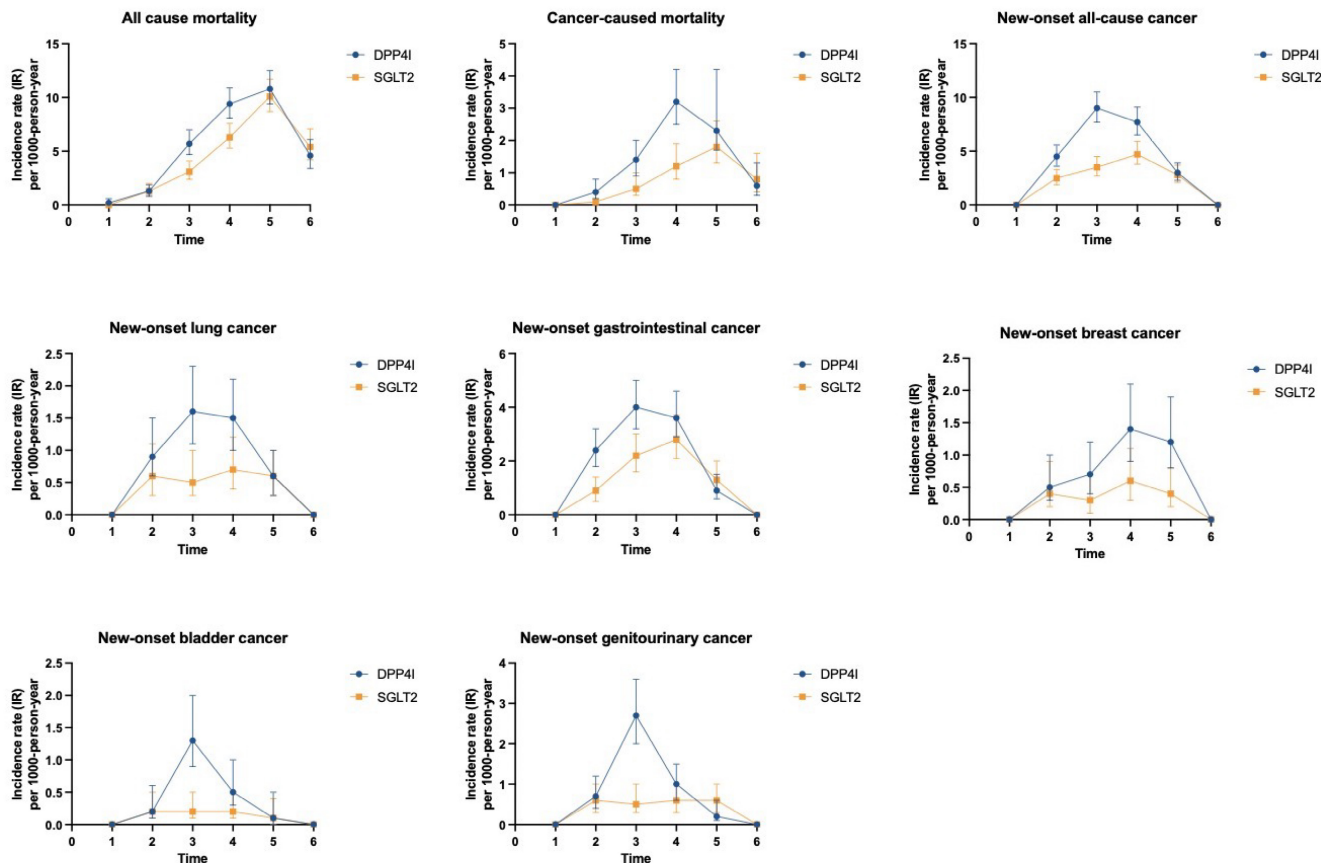 All cause mortality
Incidence rate (IR)
per 1000-person-year
15
10
5
0
0 1 2 3 4 5 6
Time
DPP4I
SGLT2
Cancer-caused mortality
Incidence rate (IR)
per 1000-person-year
5
4
3
2
1
0
0 1 2 3 4 5 6
Time
DPP4I
SGLT2
New-onset all-cause cancer
Incidence rate (IR)
per 1000-person-year
15
10
5
0
0 1 2 3 4 5 6
Time
DPP4I
SGLT2
New-onset lung cancer
Incidence rate (IR)
per 1000-person-year
2.5
2.0
1.5
1.0
0.5
0.0
0 1 2 3 4 5 6
Time
DPP4I
SGLT2
New-onset gastrointestinal cancer
Incidence rate (IR)
per 1000-person-year
6
4
2
0
0 1 2 3 4 5 6
Time
DPP4I
SGLT2
New-onset breast cancer
Incidence rate (IR)
per 1000-person-year
2.5
2.0
1.5
1.0
0.5
0.0
0 1 2 3 4 5 6
Time
DPP4I
SGLT2
New-onset bladder cancer
Incidence rate (IR)
per 1000-person-year
2.5
2.0
1.5
1.0
0.5
0.0
0 1 2 3 4 5 6
Time
DPP4I
SGLT2
New-onset genitourinary cancer
Incidence rate (IR)
per 1000-person-year
4
3
2
1
0
0 1 2 3 4 5 6
Time
DPP4I
SGLT2